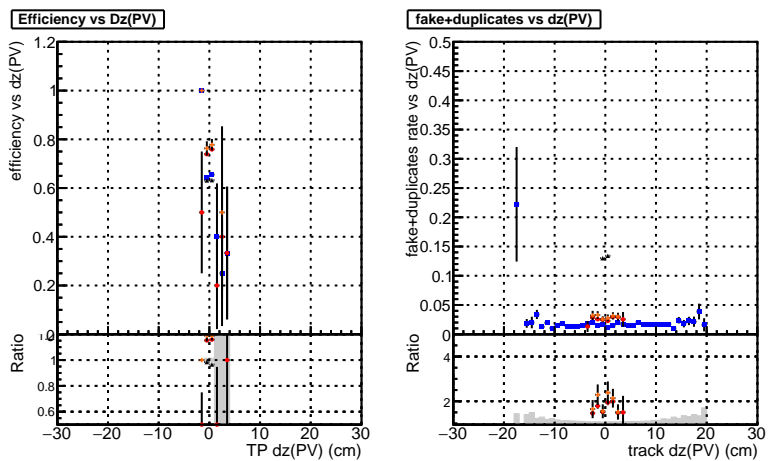 Efficiency vs Dz(PV)
efficiency vs dz(PV)
1.2
1
0.8
0.6
0.4
0.2
0
Ratio
1.2
1
0.8
0.6
−30 −20 −10 0 10 20 30
TP dz(PV) (cm)
fake+duplicates vs dz(PV)
fake+duplicates rate vs dz(PV)
0.5
0.45
0.4
0.35
0.3
0.25
0.2
0.15
0.1
0.05
0
Ratio
4
2
−30 −20 −10 0 10 20 30
track dz(PV) (cm)